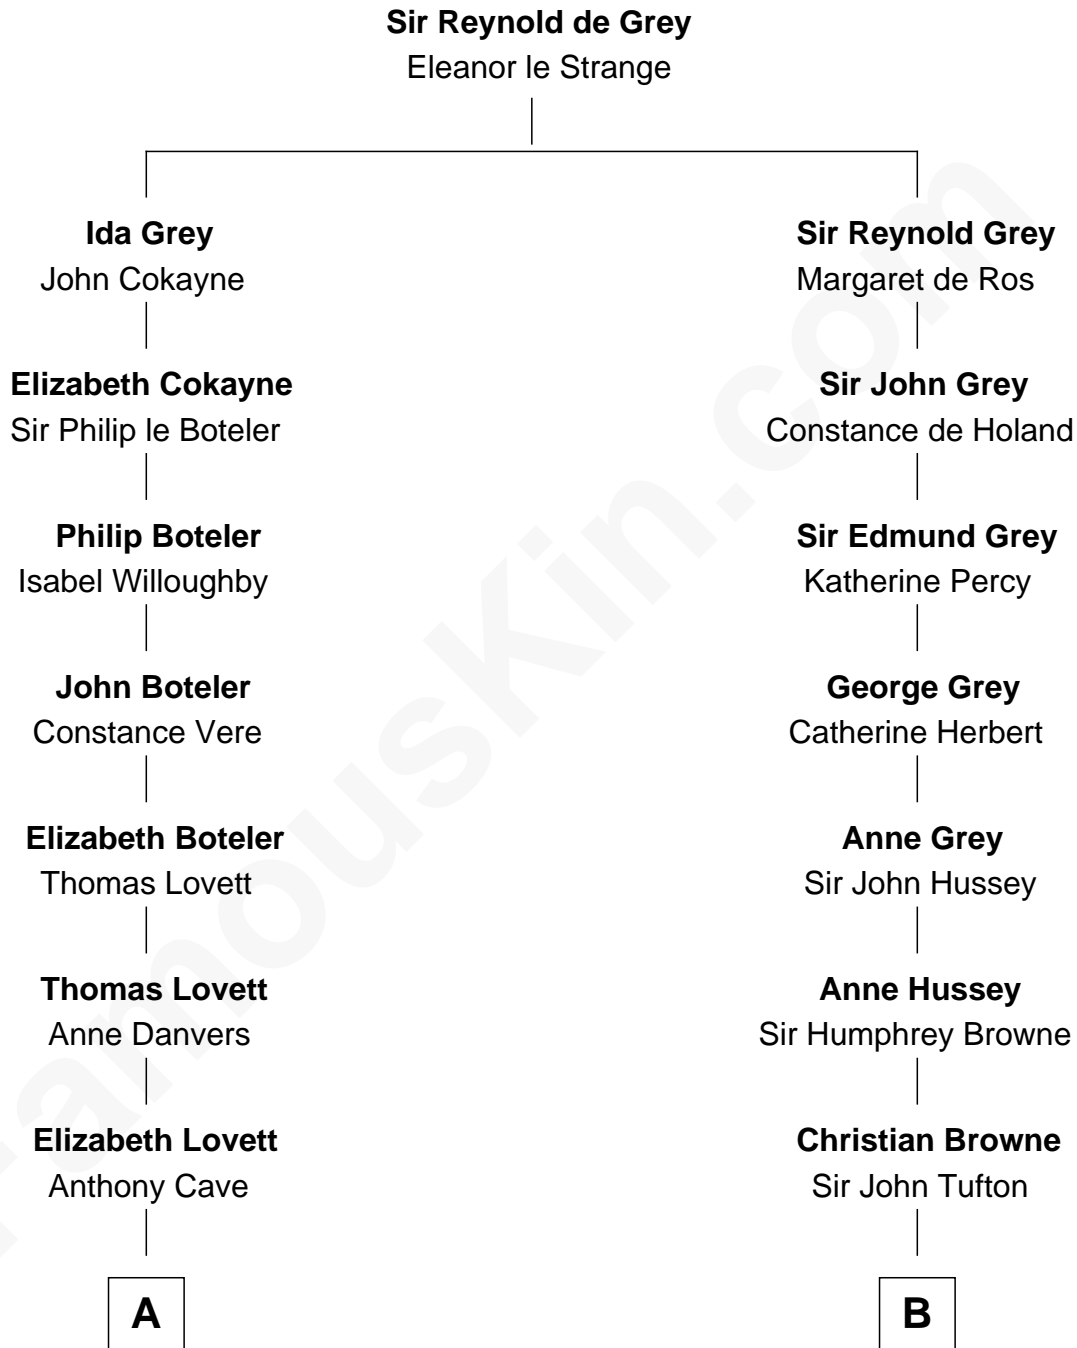 Sir Reynold de Grey
Eleanor le Strange
Ida Grey
John Cokayne
Sir Reynold Grey
Margaret de Ros
Elizabeth Cokayne
Sir Philip le Boteler
Sir John Grey
Constance de Holand
Philip Boteler
Isabel Willoughby
Sir Edmund Grey
Katherine Percy
John Boteler
Constance Vere
George Grey
Catherine Herbert
Elizabeth Boteler
Thomas Lovett
Anne Grey
Sir John Hussey
Thomas Lovett
Anne Danvers
Anne Hussey
Sir Humphrey Browne
Elizabeth Lovett
Anthony Cave
Christian Browne
Sir John Tufton
A
B
FamousKin.com